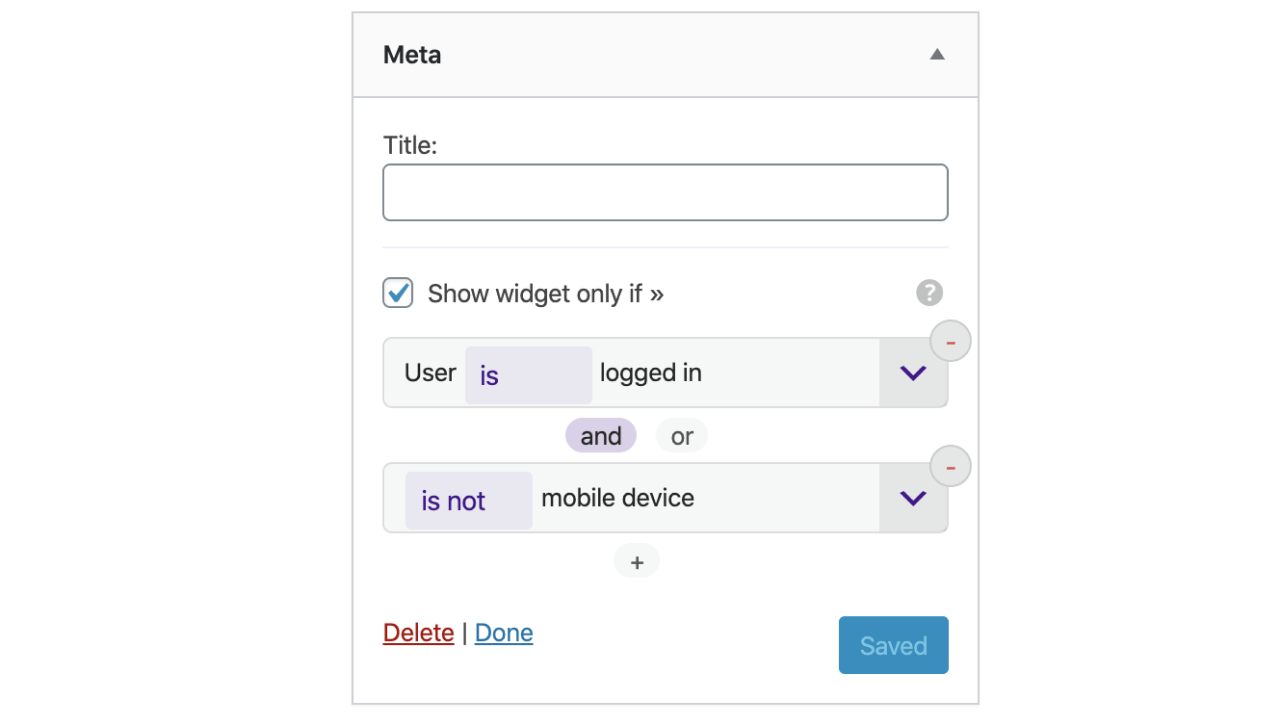 Meta
Title:
Show widget only if »
?
-
User is logged in
and or
-
is not mobile device
+
Delete | Done
Saved